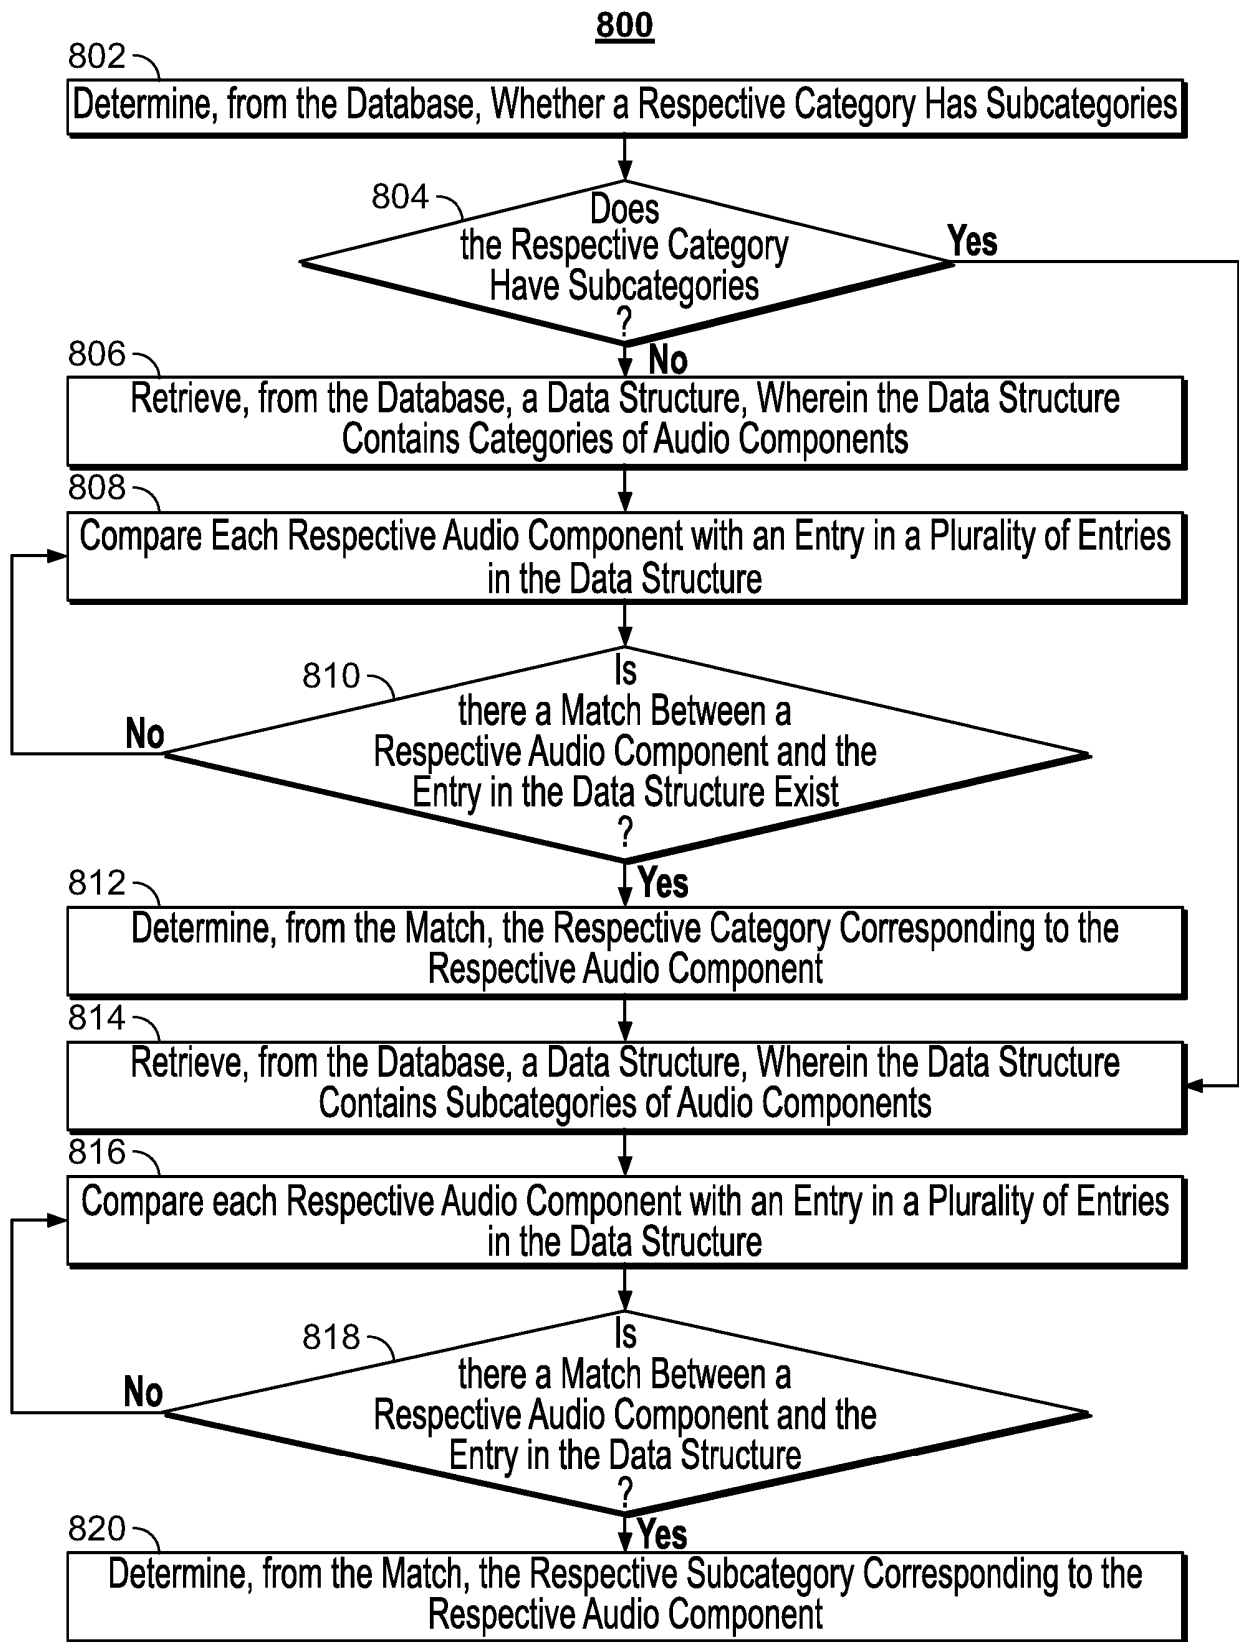 800
802
Determine, from the Database, Whether a Respective Category Has Subcategories
804
Does
the Respective Category
Have Subcategories
?
Yes
No
806
Retrieve, from the Database, a Data Structure, Wherein the Data Structure
Contains Categories of Audio Components
808
Compare Each Respective Audio Component with an Entry in a Plurality of Entries
in the Data Structure
810
Is
there a Match Between a
Respective Audio Component and the
Entry in the Data Structure Exist
?
No
Yes
812
Determine, from the Match, the Respective Category Corresponding to the
Respective Audio Component
814
Retrieve, from the Database, a Data Structure, Wherein the Data Structure
Contains Subcategories of Audio Components
816
Compare each Respective Audio Component with an Entry in a Plurality of Entries
in the Data Structure
818
Is
there a Match Between a
Respective Audio Component and the
Entry in the Data Structure
?
No
Yes
820
Determine, from the Match, the Respective Subcategory Corresponding to the
Respective Audio Component